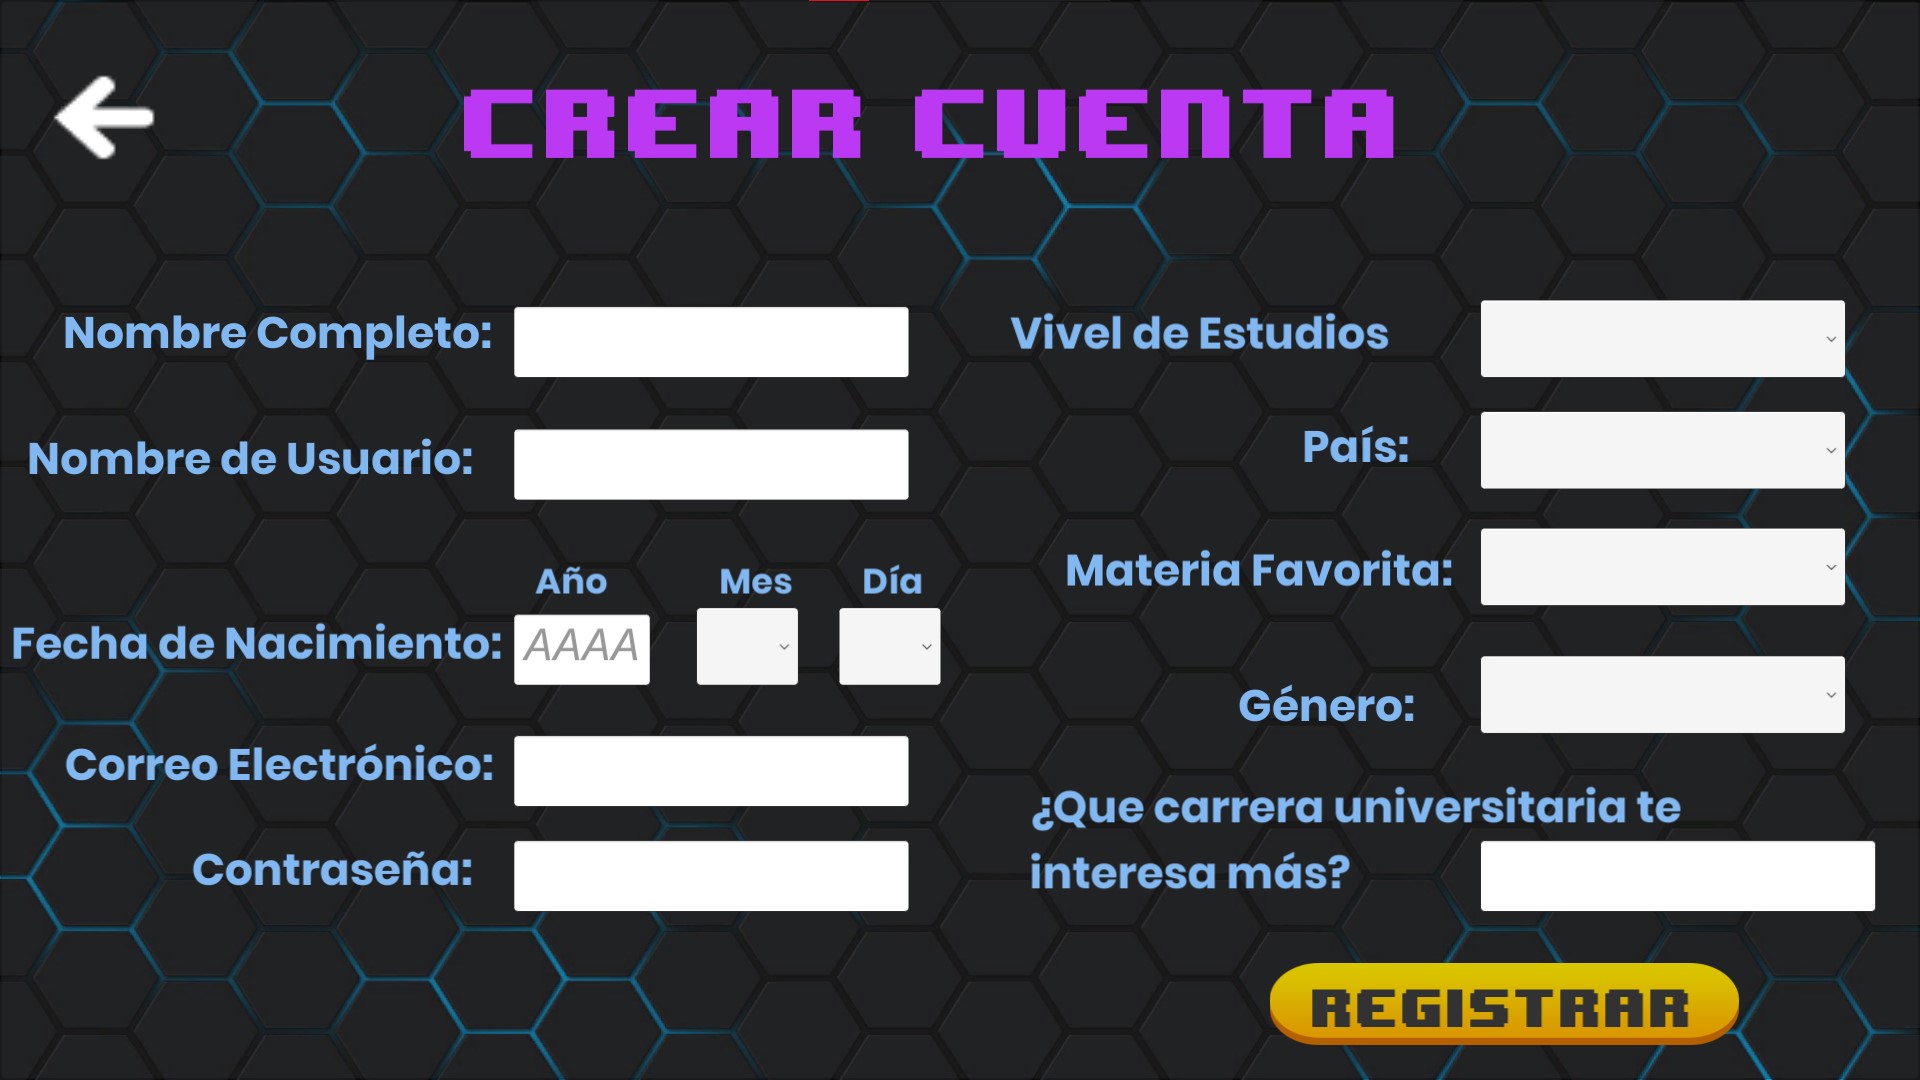 CREAR CUENTA
Nombre Completo:
Nombre de Usuario:
Año Mes Día
Fecha de Nacimiento: AAAA
Correo Electrónico:
Contraseña:
Vivel de Estudios
País:
Materia Favorita:
Género:
¿Que carrera universitaria te
interesa más?
REGISTRAR